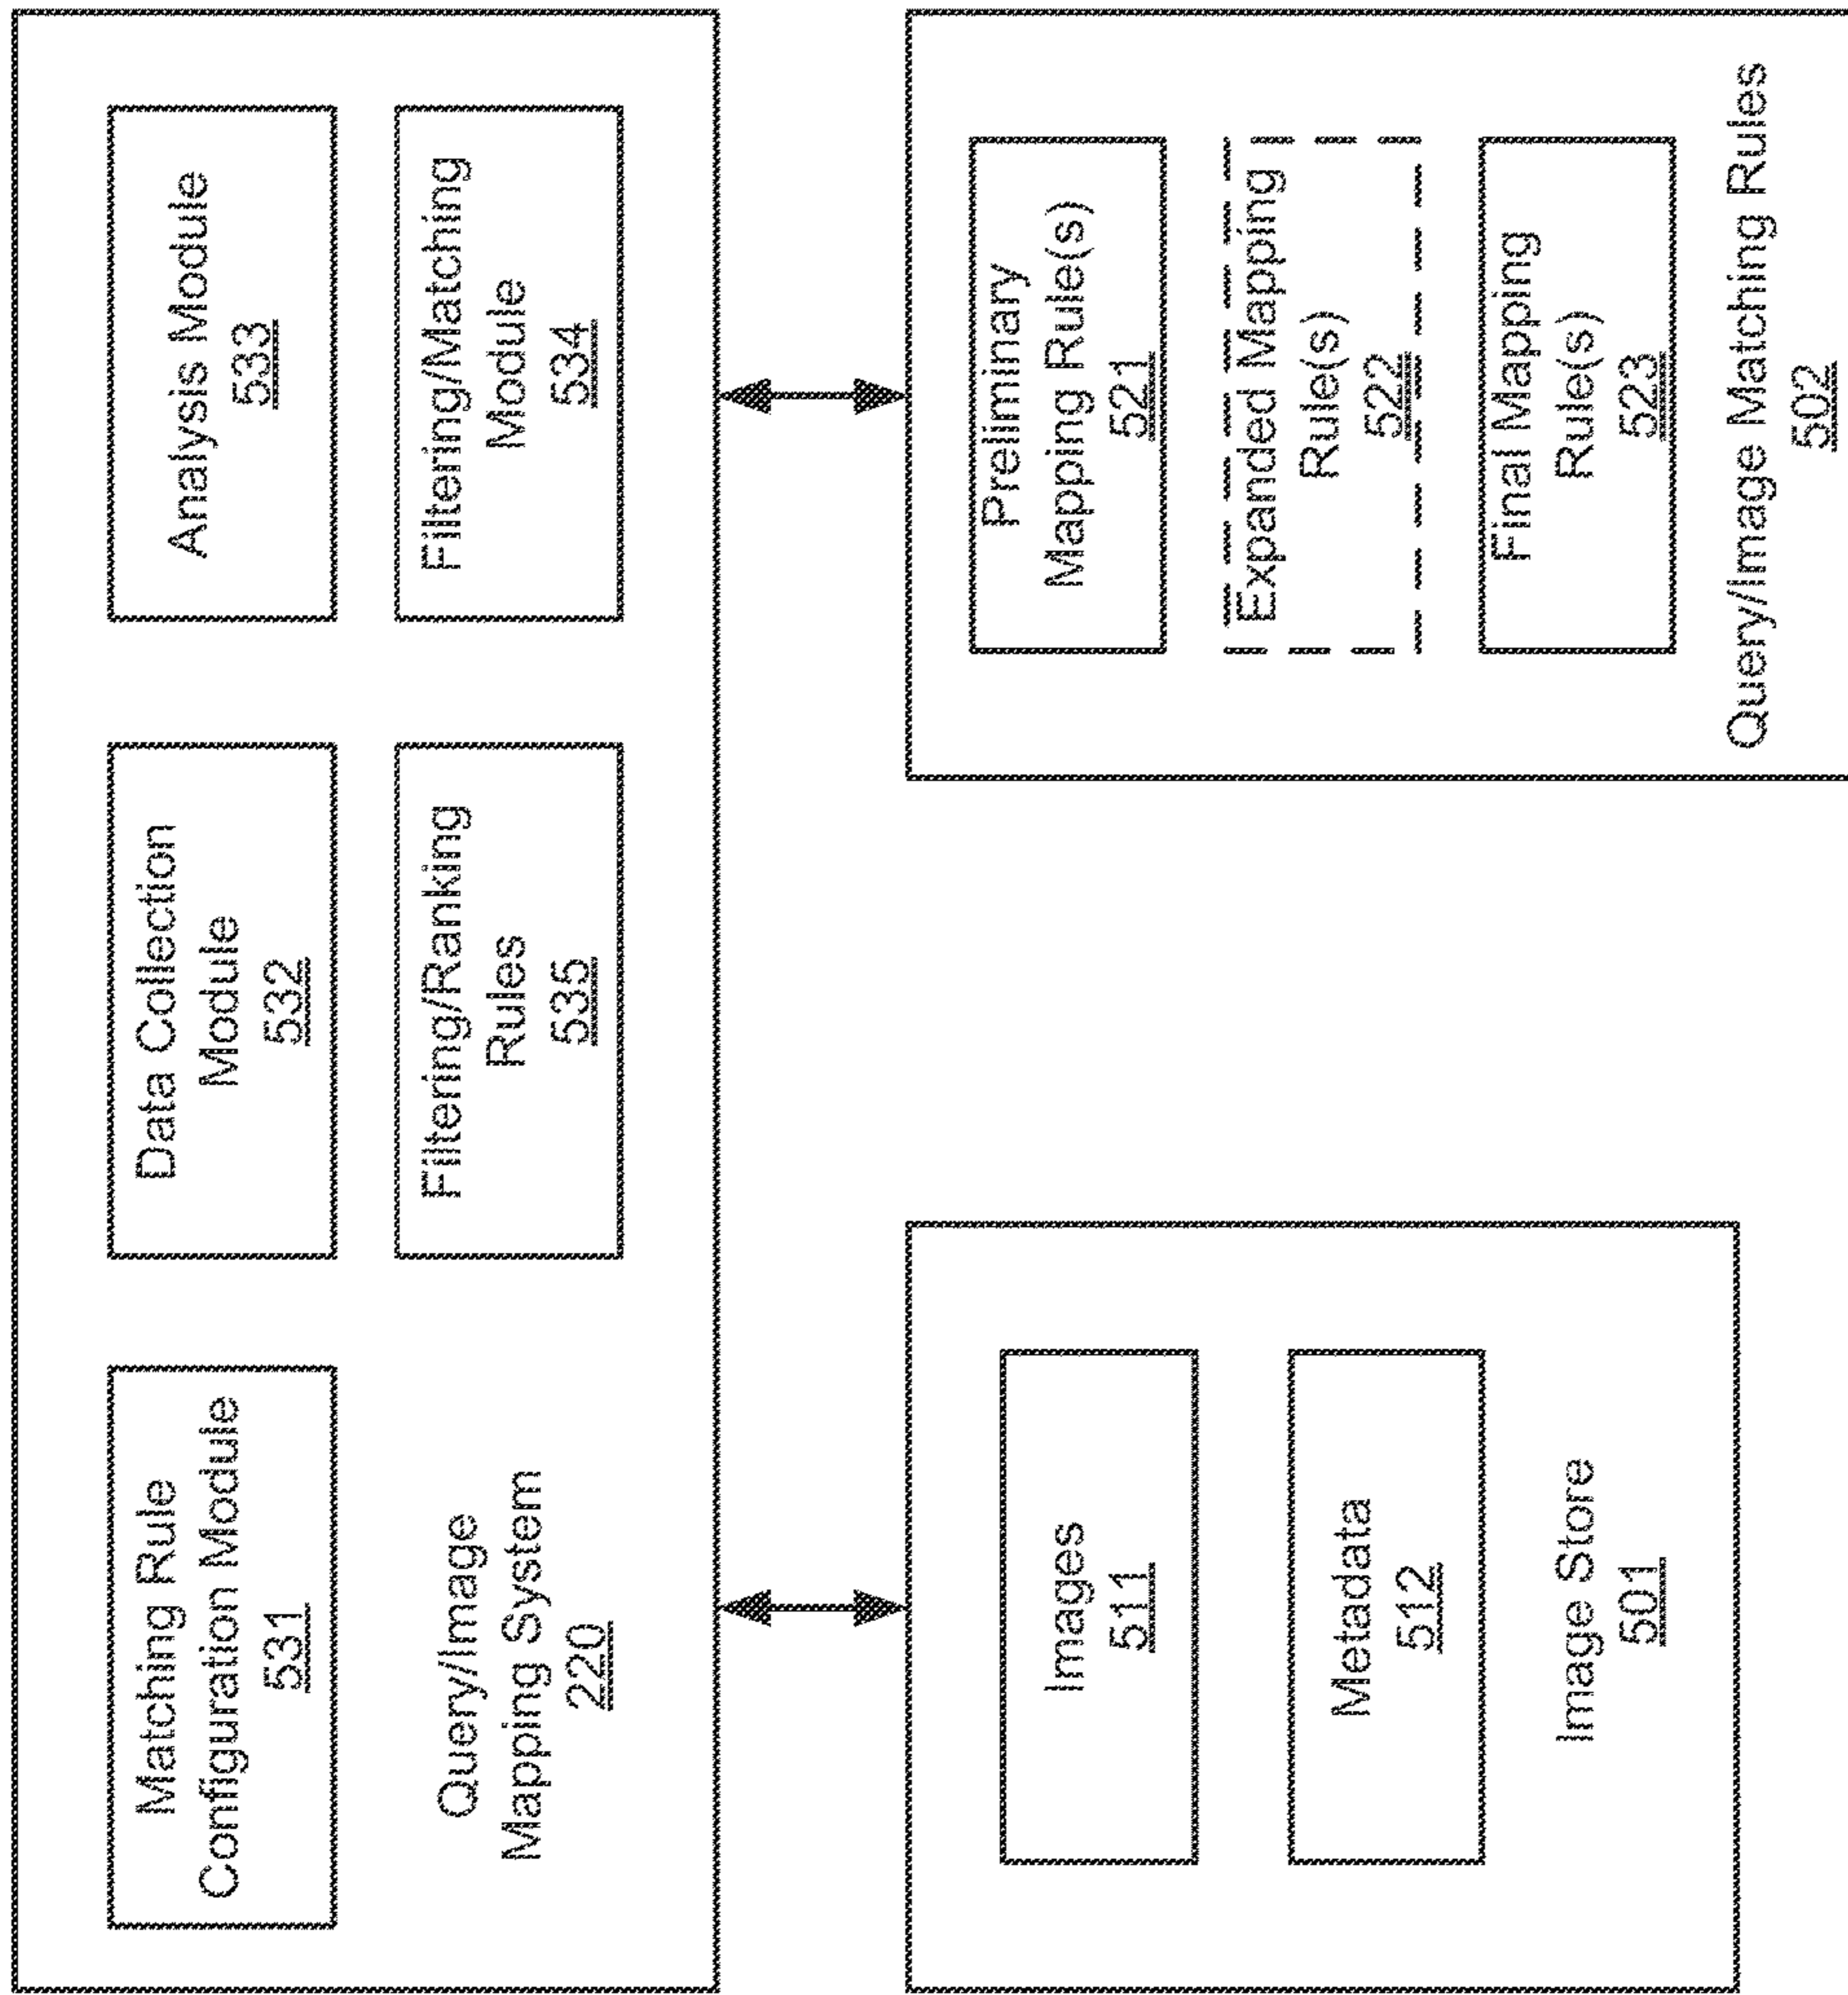 Matching Rule
Configuration Module
531
Data Collection
Module
532
Analysis Module
533
Query/Image
Mapping System
220
Filtering/Ranking
Rules
535
Filtering/Matching
Module
534
Images
511
Metadata
512
Image Store
501
Preliminary
Mapping Rule(s)
521
Expanded Mapping
Rule(s)
522
Final Mapping
Rule(s)
523
Query/Image Matching Rules
502